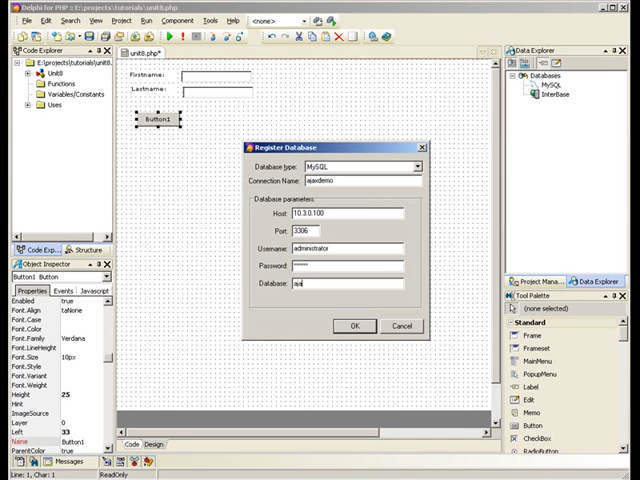 Delphi for PHP :: E:\projects\tutorials\unit8.php
File Edit Search View Project Run Component Tools Help <none>
Code Explorer
E:\projects\tutorials\unit8.
Unit8
Functions
Variables/Constants
Uses
Code Exp... Structure
Object Inspector
Button1 Button
Properties Events Javascript
Enabled true
Font.Align taNone
Font.Case
Font.Color
Font.Family Verdana
Font.LineHeight
Font.Size 10px
Font.Style
Font.Variant
Font.Weight
Height 25
Hint
ImageSource
Layer 0
Left 33
Name Button1
ParentColor true
unit8.php*
Firstname:
Lastname:
Button1
Register Database
Database type: MySQL
Connection Name: ajaxdemo
Database parameters:
Host: 10.3.0.100
Port: 3306
Username: administrator
Password: ******
Database: aja
OK Cancel
Code Design
Data Explorer
Databases
MySQL
InterBase
Project Mana... Data Explorer
Tool Palette
(none selected)
Standard
Frame
Frameset
MainMenu
PopupMenu
Label
Edit
Memo
Button
CheckBox
RadioButton
Messages
Line: 1, Char: 1 ReadOnly